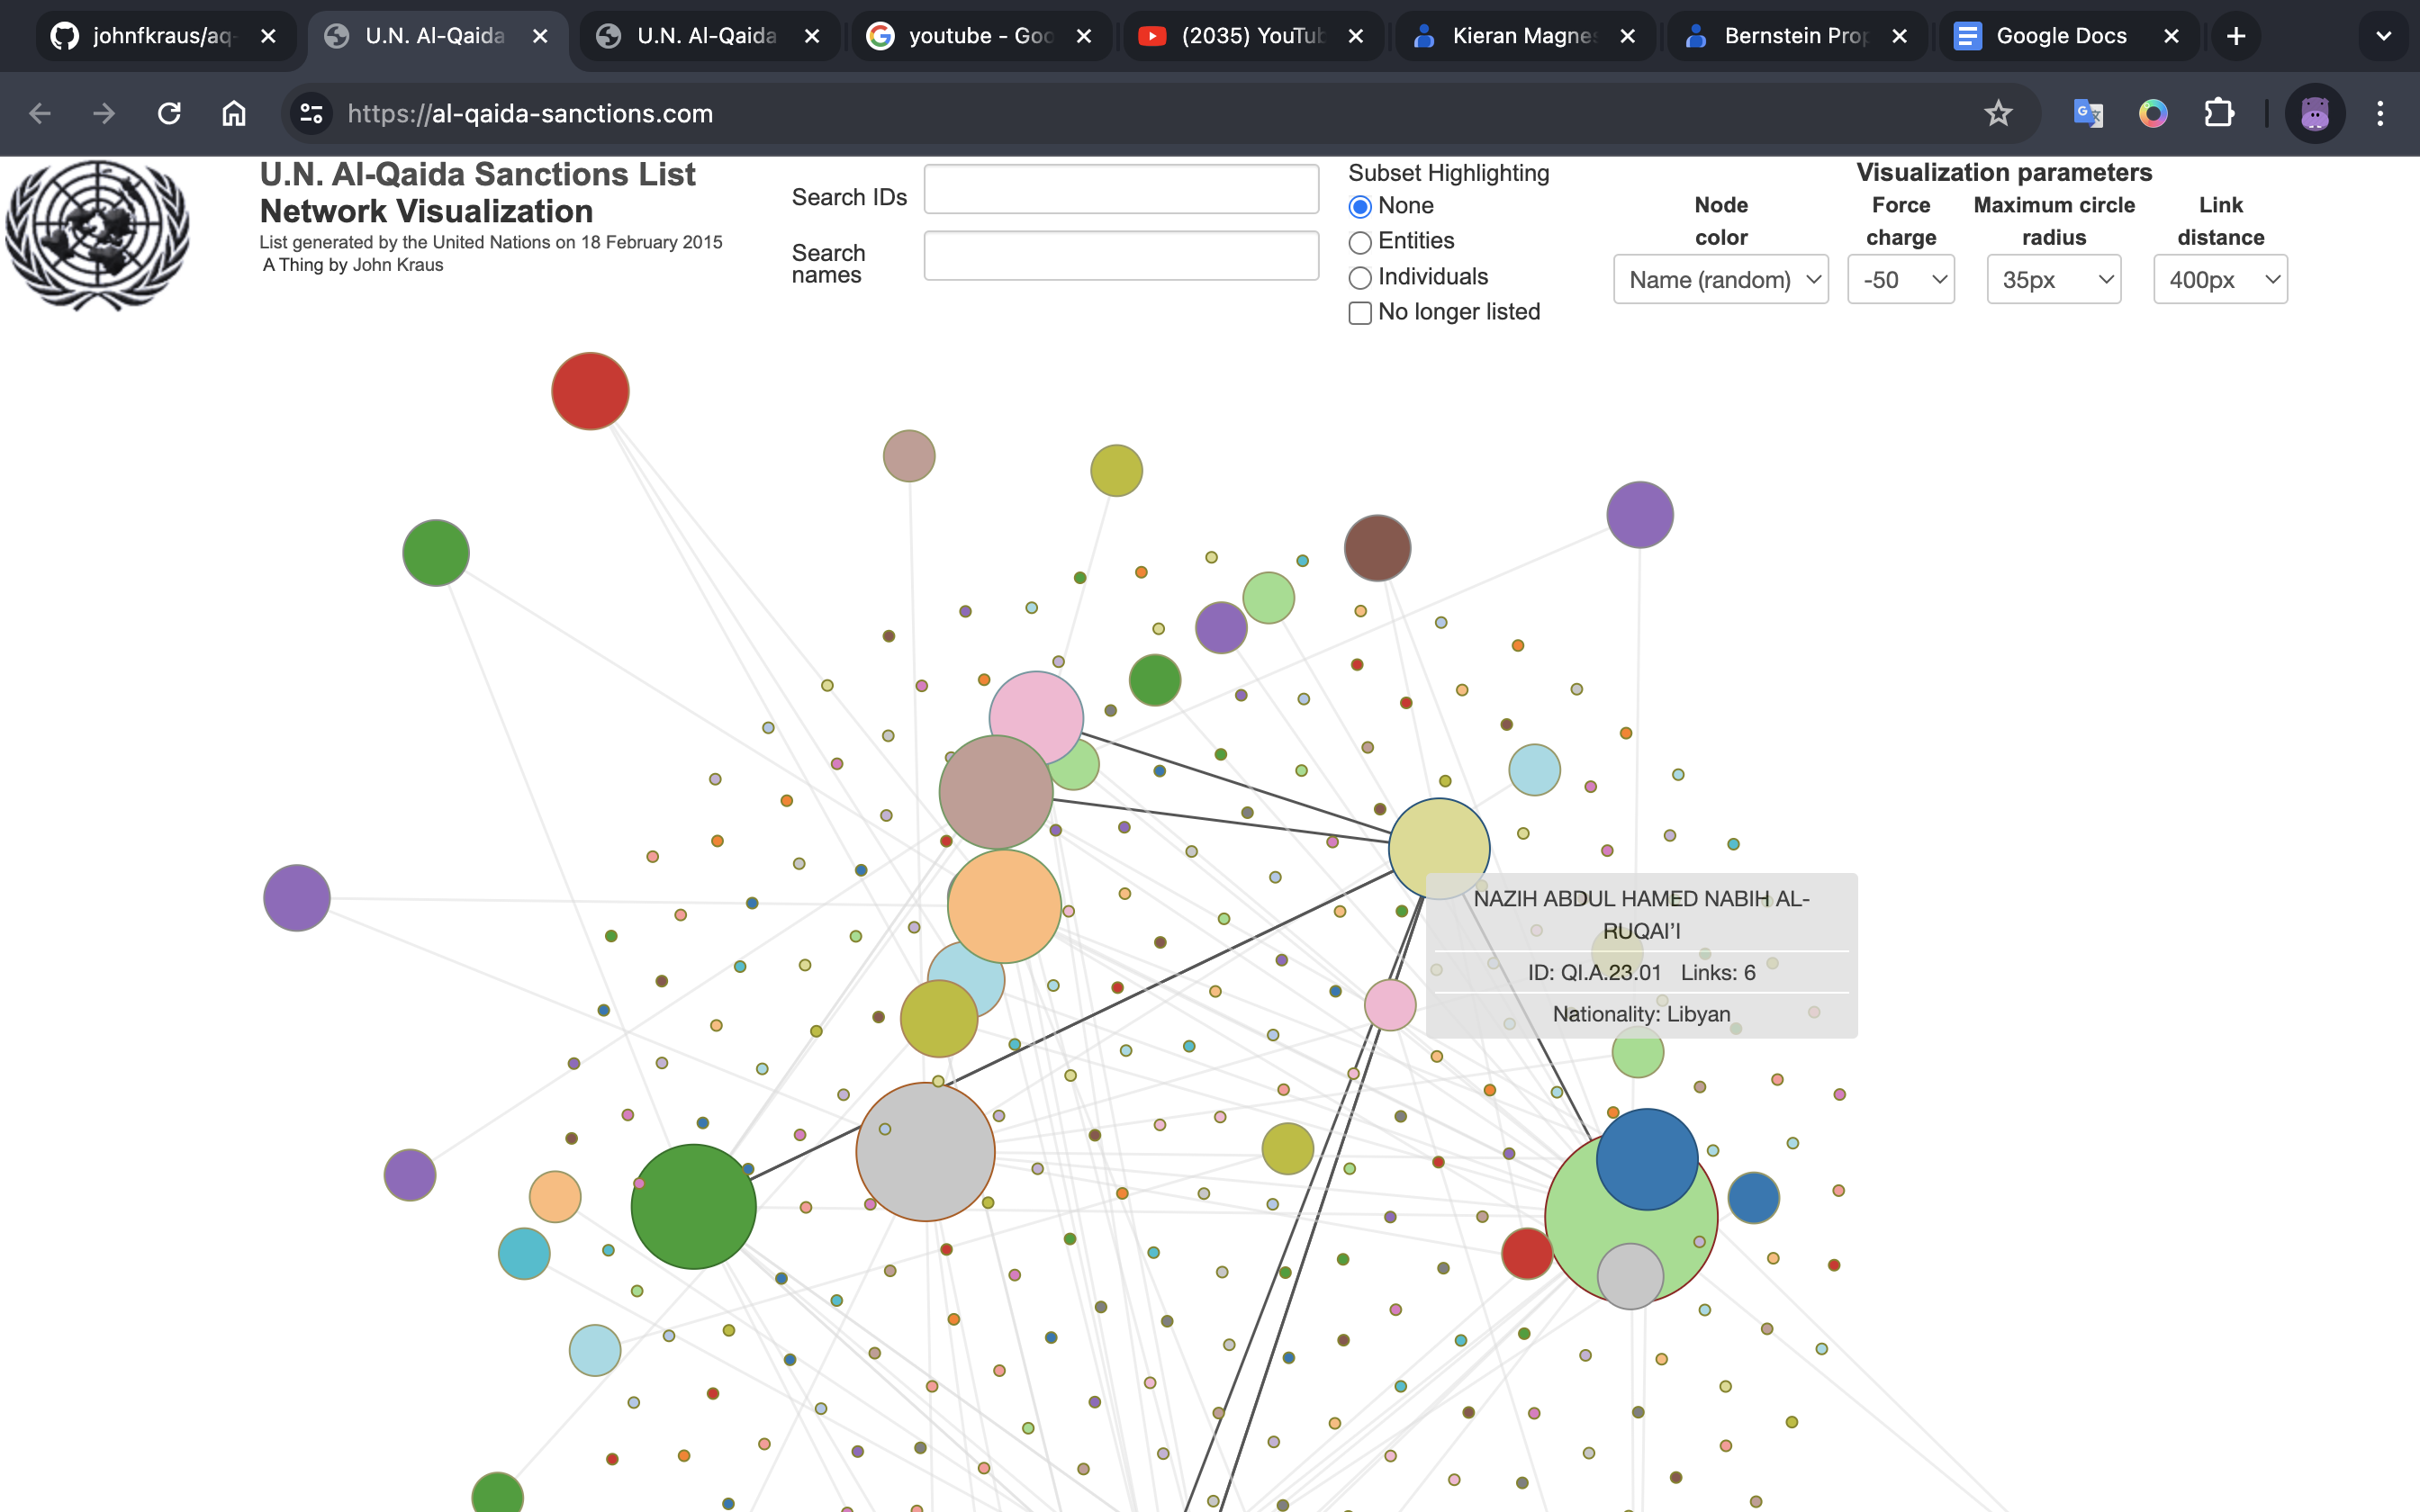 johnfkraus/aq-
U.N. Al-Qaida
U.N. Al-Qaida
youtube - Goo
(2035) YouTub
Kieran Magnes
Bernstein Prop
Google Docs
https://al-qaida-sanctions.com
U.N. Al-Qaida Sanctions List
Network Visualization
List generated by the United Nations on 18 February 2015
A Thing by John Kraus
Search IDs
Search
names
Subset Highlighting
None
Entities
Individuals
No longer listed
Visualization parameters
Node
color
Force
charge
Maximum circle
radius
Link
distance
Name (random)
-50
35px
400px
NAZIH ABDUL HAMED NABIH AL-
RUQAI’I
ID: QI.A.23.01 Links: 6
Nationality: Libyan